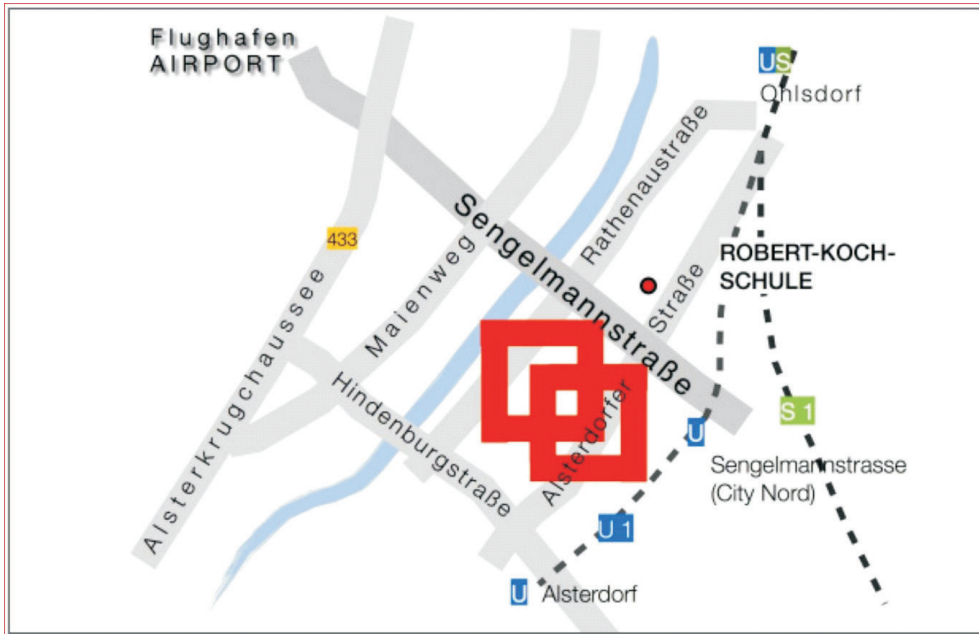 Flughafen
AIRPORT
US
Ohlsdorf
Rathenaustraße
Sengelmannstraße
433
Maienweg
Alsterkrugchaussee
Hindenburgstraße
ROBERT-KOCH-
SCHULE
Alsterdorfer Straße
S 1
U
Sengelmannstrasse
(City Nord)
U 1
U Alsterdorf